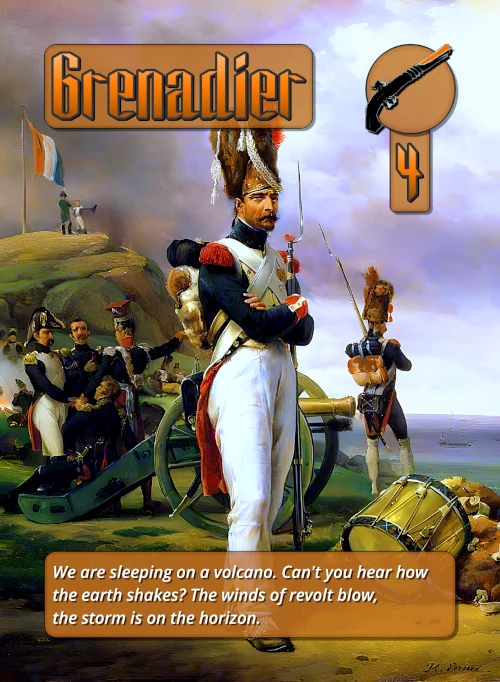 Grenadier
4
We are sleeping on a volcano. Can't you hear how
the earth shakes? The winds of revolt blow,
the storm is on the horizon.